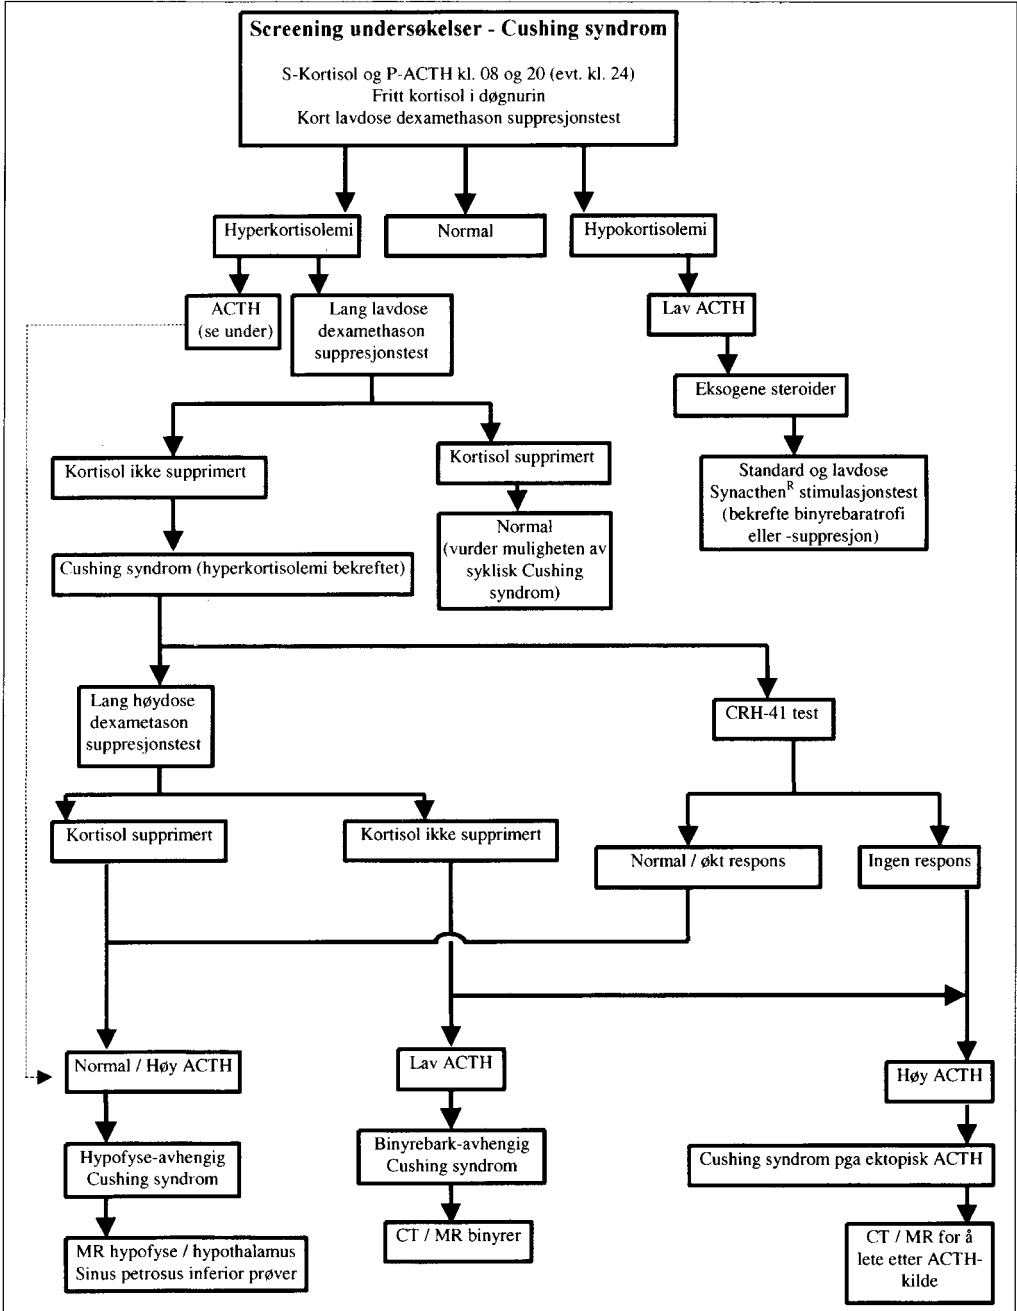 Screening undersøkelser - Cushing syndrom
S-Kortisol og P-ACTH kl. 08 og 20 (evt. kl. 24)
Fritt kortisol i døgnurin
Kort lavdose dexamethason suppresjonstest
Hyperkortisolemi
Normal
Hypokortisolemi
ACTH
(se under)
Lang lavdose
dexamethason
suppresjonstest
Lav ACTH
Eksogene steroider
Kortisol ikke supprimert
Kortisol supprimert
Standard og lavdose
Synacthenᴿ stimulasjonstest
(bekrefte binyrebaratrofi
eller -suppresjon)
Normal
(vurder muligheten av
syklisk Cushing
syndrom)
Cushing syndrom (hyperkortisolemi bekreftet)
Lang høydose
dexametason
suppresjonstest
CRH-41 test
Kortisol supprimert
Kortisol ikke supprimert
Normal / økt respons
Ingen respons
Normal / Høy ACTH
Lav ACTH
Høy ACTH
Hypofyse-avhengig
Cushing syndrom
Binyrebark-avhengig
Cushing syndrom
Cushing syndrom pga ektopisk ACTH
MR hypofyse / hypothalamus
Sinus petrosus inferior prøver
CT / MR binyrer
CT / MR for å
lete etter ACTH-
kilde